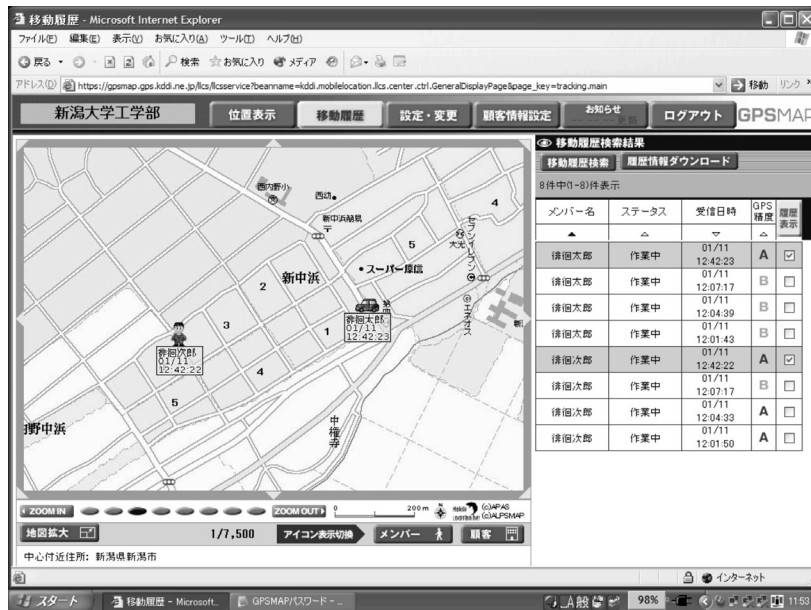 移動履歴 - Microsoft Internet Explorer
ファイル(F) 編集(E) 表示(V) お気に入り(A) ツール(T) ヘルプ(H)
戻る 検索 お気に入り メディア
アドレス(D) https://gpsmap.gps.kddi.ne.jp/llcs/llcsservice?beanname=kddi.mobilelocation.llcs.center.ctrl.GeneralDisplayPage&page_key=tracking.main 移動 リンク
新潟大学工学部 位置表示 移動履歴 設定・変更 顧客情報設定 お知らせ 更新 ログアウト GPSMAP
移動履歴検索結果
移動履歴検索 履歴情報ダウンロード
8件中(1-8)件表示
メンバー名 ステータス 受信日時 GPS精度 履歴表示
徘徊太郎 作業中 01/11 12:42:23 A
徘徊太郎 作業中 01/11 12:07:17 B
徘徊太郎 作業中 01/11 12:04:39 B
徘徊太郎 作業中 01/11 12:01:43 B
徘徊次郎 作業中 01/11 12:42:22 A
徘徊次郎 作業中 01/11 12:07:17 B
徘徊次郎 作業中 01/11 12:04:33 A
徘徊次郎 作業中 01/11 12:01:50 A
西内野小
西幼
新中浜簡易
4
セブンイレブン
大光
5
スーパー原信
新中浜
2
エネオス
3
1
徘徊太郎
01/11
12:42:23
徘徊次郎
01/11
12:42:22
4
5
中権寺
野中浜
ZOOM IN ZOOM OUT 0 200m (c)APAS
(c)ALPSMAP
地図拡大 1/7,500 アイコン表示切換 メンバー 顧客
中心付近住所: 新潟県新潟市
インターネット
スタート 移動履歴 - Microsoft... GPSMAPパスワード - ... A 般 98% 11:53